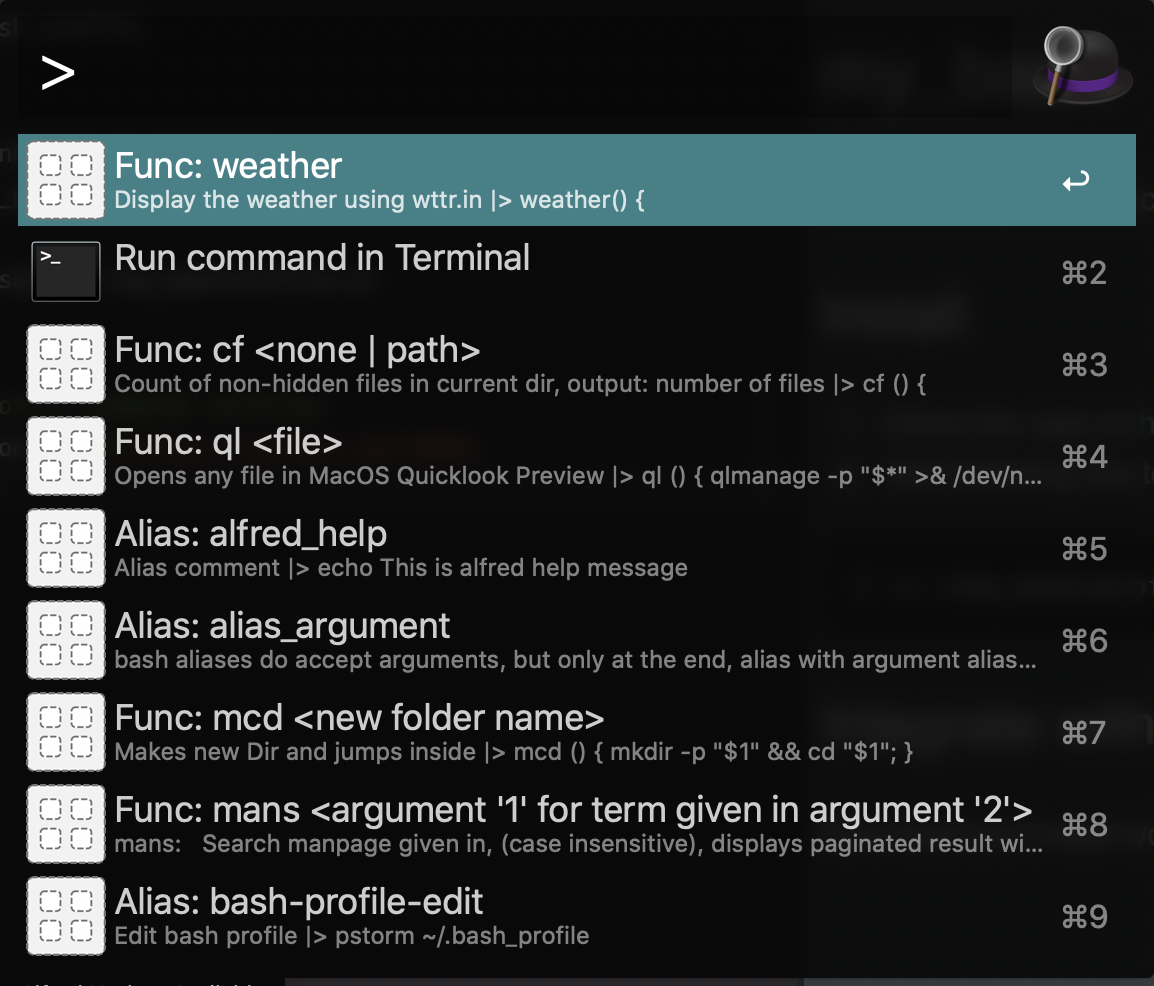 >
Func: weather
Display the weather using wttr.in |> weather() {
>_
Run command in Terminal
⌘2
Func: cf <none | path>
Count of non-hidden files in current dir, output: number of files |> cf () {
⌘3
Func: ql <file>
Opens any file in MacOS Quicklook Preview |> ql () { qlmanage -p "$*" >& /dev/n...
⌘4
Alias: alfred_help
Alias comment |> echo This is alfred help message
⌘5
Alias: alias_argument
bash aliases do accept arguments, but only at the end, alias with argument alias...
⌘6
Func: mcd <new folder name>
Makes new Dir and jumps inside |> mcd () { mkdir -p "$1" && cd "$1"; }
⌘7
Func: mans <argument '1' for term given in argument '2'>
mans:   Search manpage given in, (case insensitive), displays paginated result wi...
⌘8
Alias: bash-profile-edit
Edit bash profile |> pstorm ~/.bash_profile
⌘9